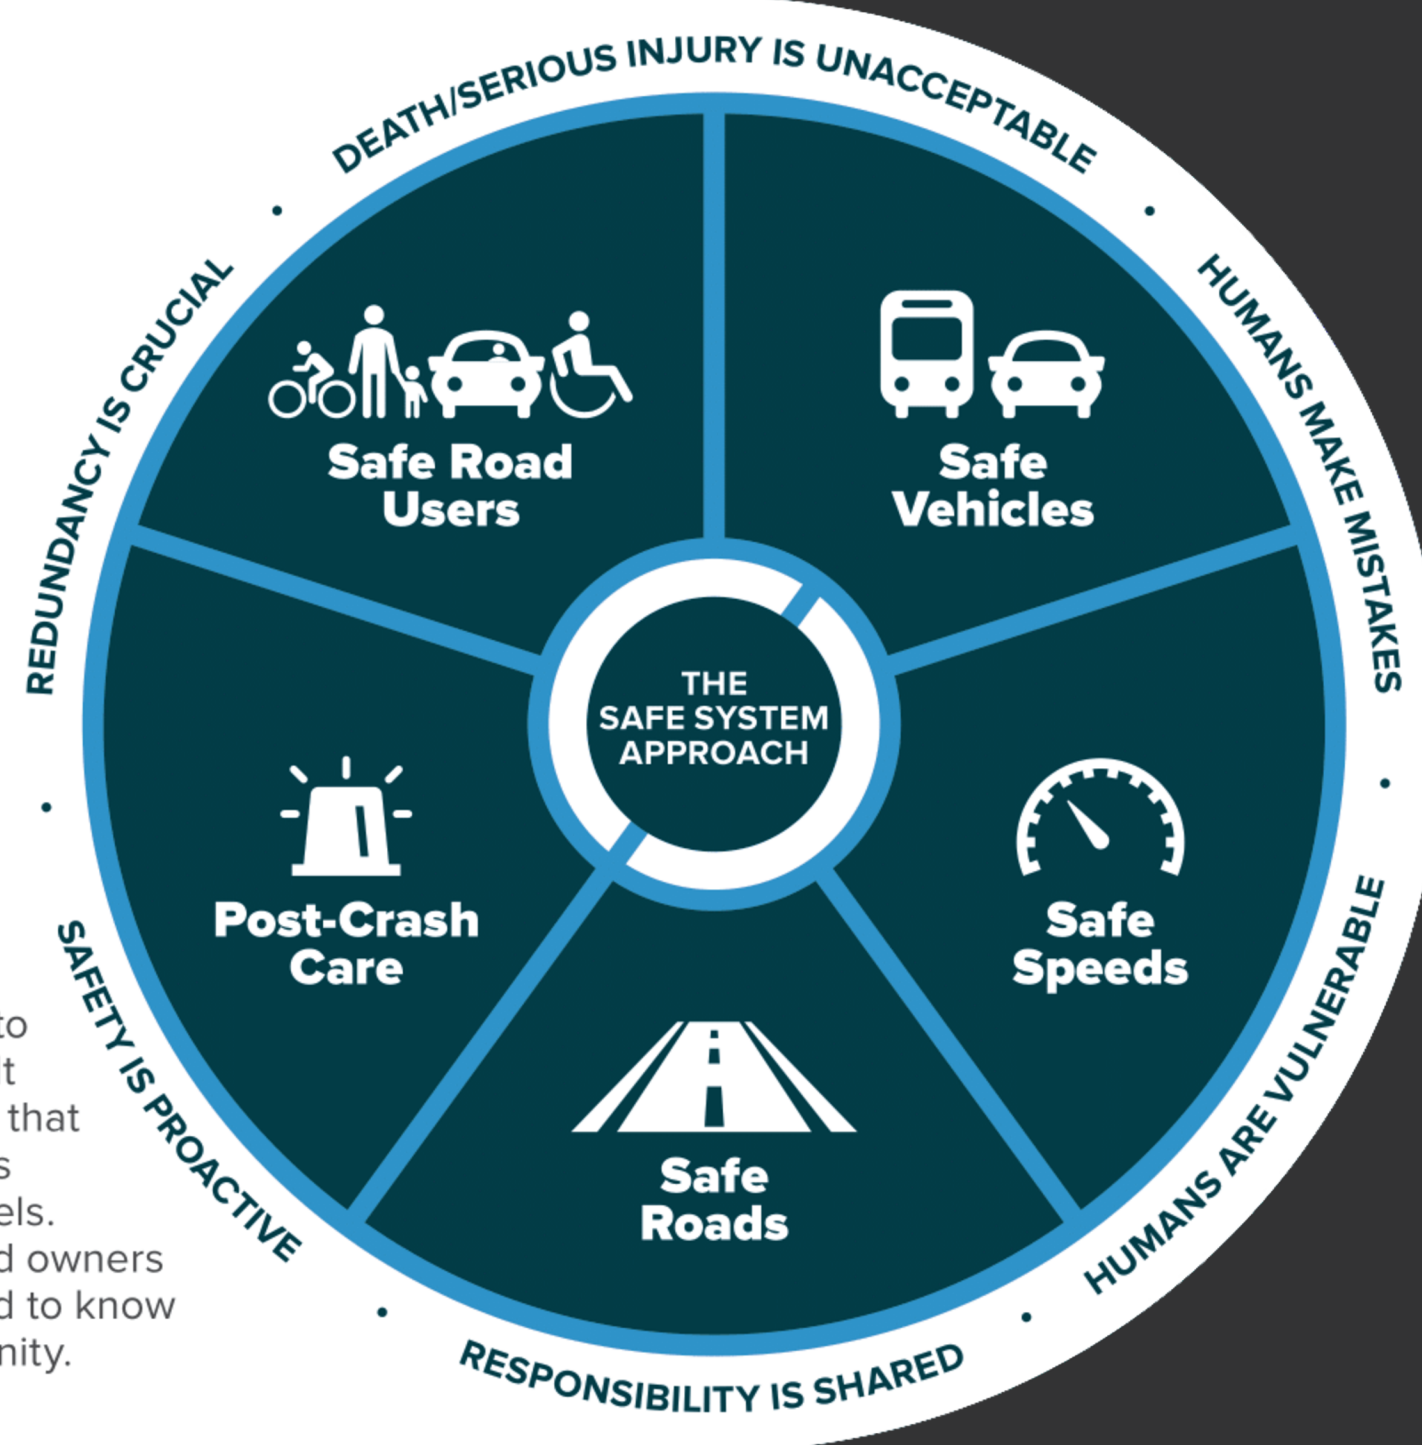 DEATH/SERIOUS INJURY IS UNACCEPTABLE
HUMANS MAKE MISTAKES
HUMANS ARE VULNERABLE
RESPONSIBILITY IS SHARED
SAFETY IS PROACTIVE
REDUNDANCY IS CRUCIAL
Safe Road
Users
Safe
Vehicles
THE
SAFE SYSTEM
APPROACH
Post-Crash
Care
Safe
Speeds
Safe
Roads
to
that
owners
to know